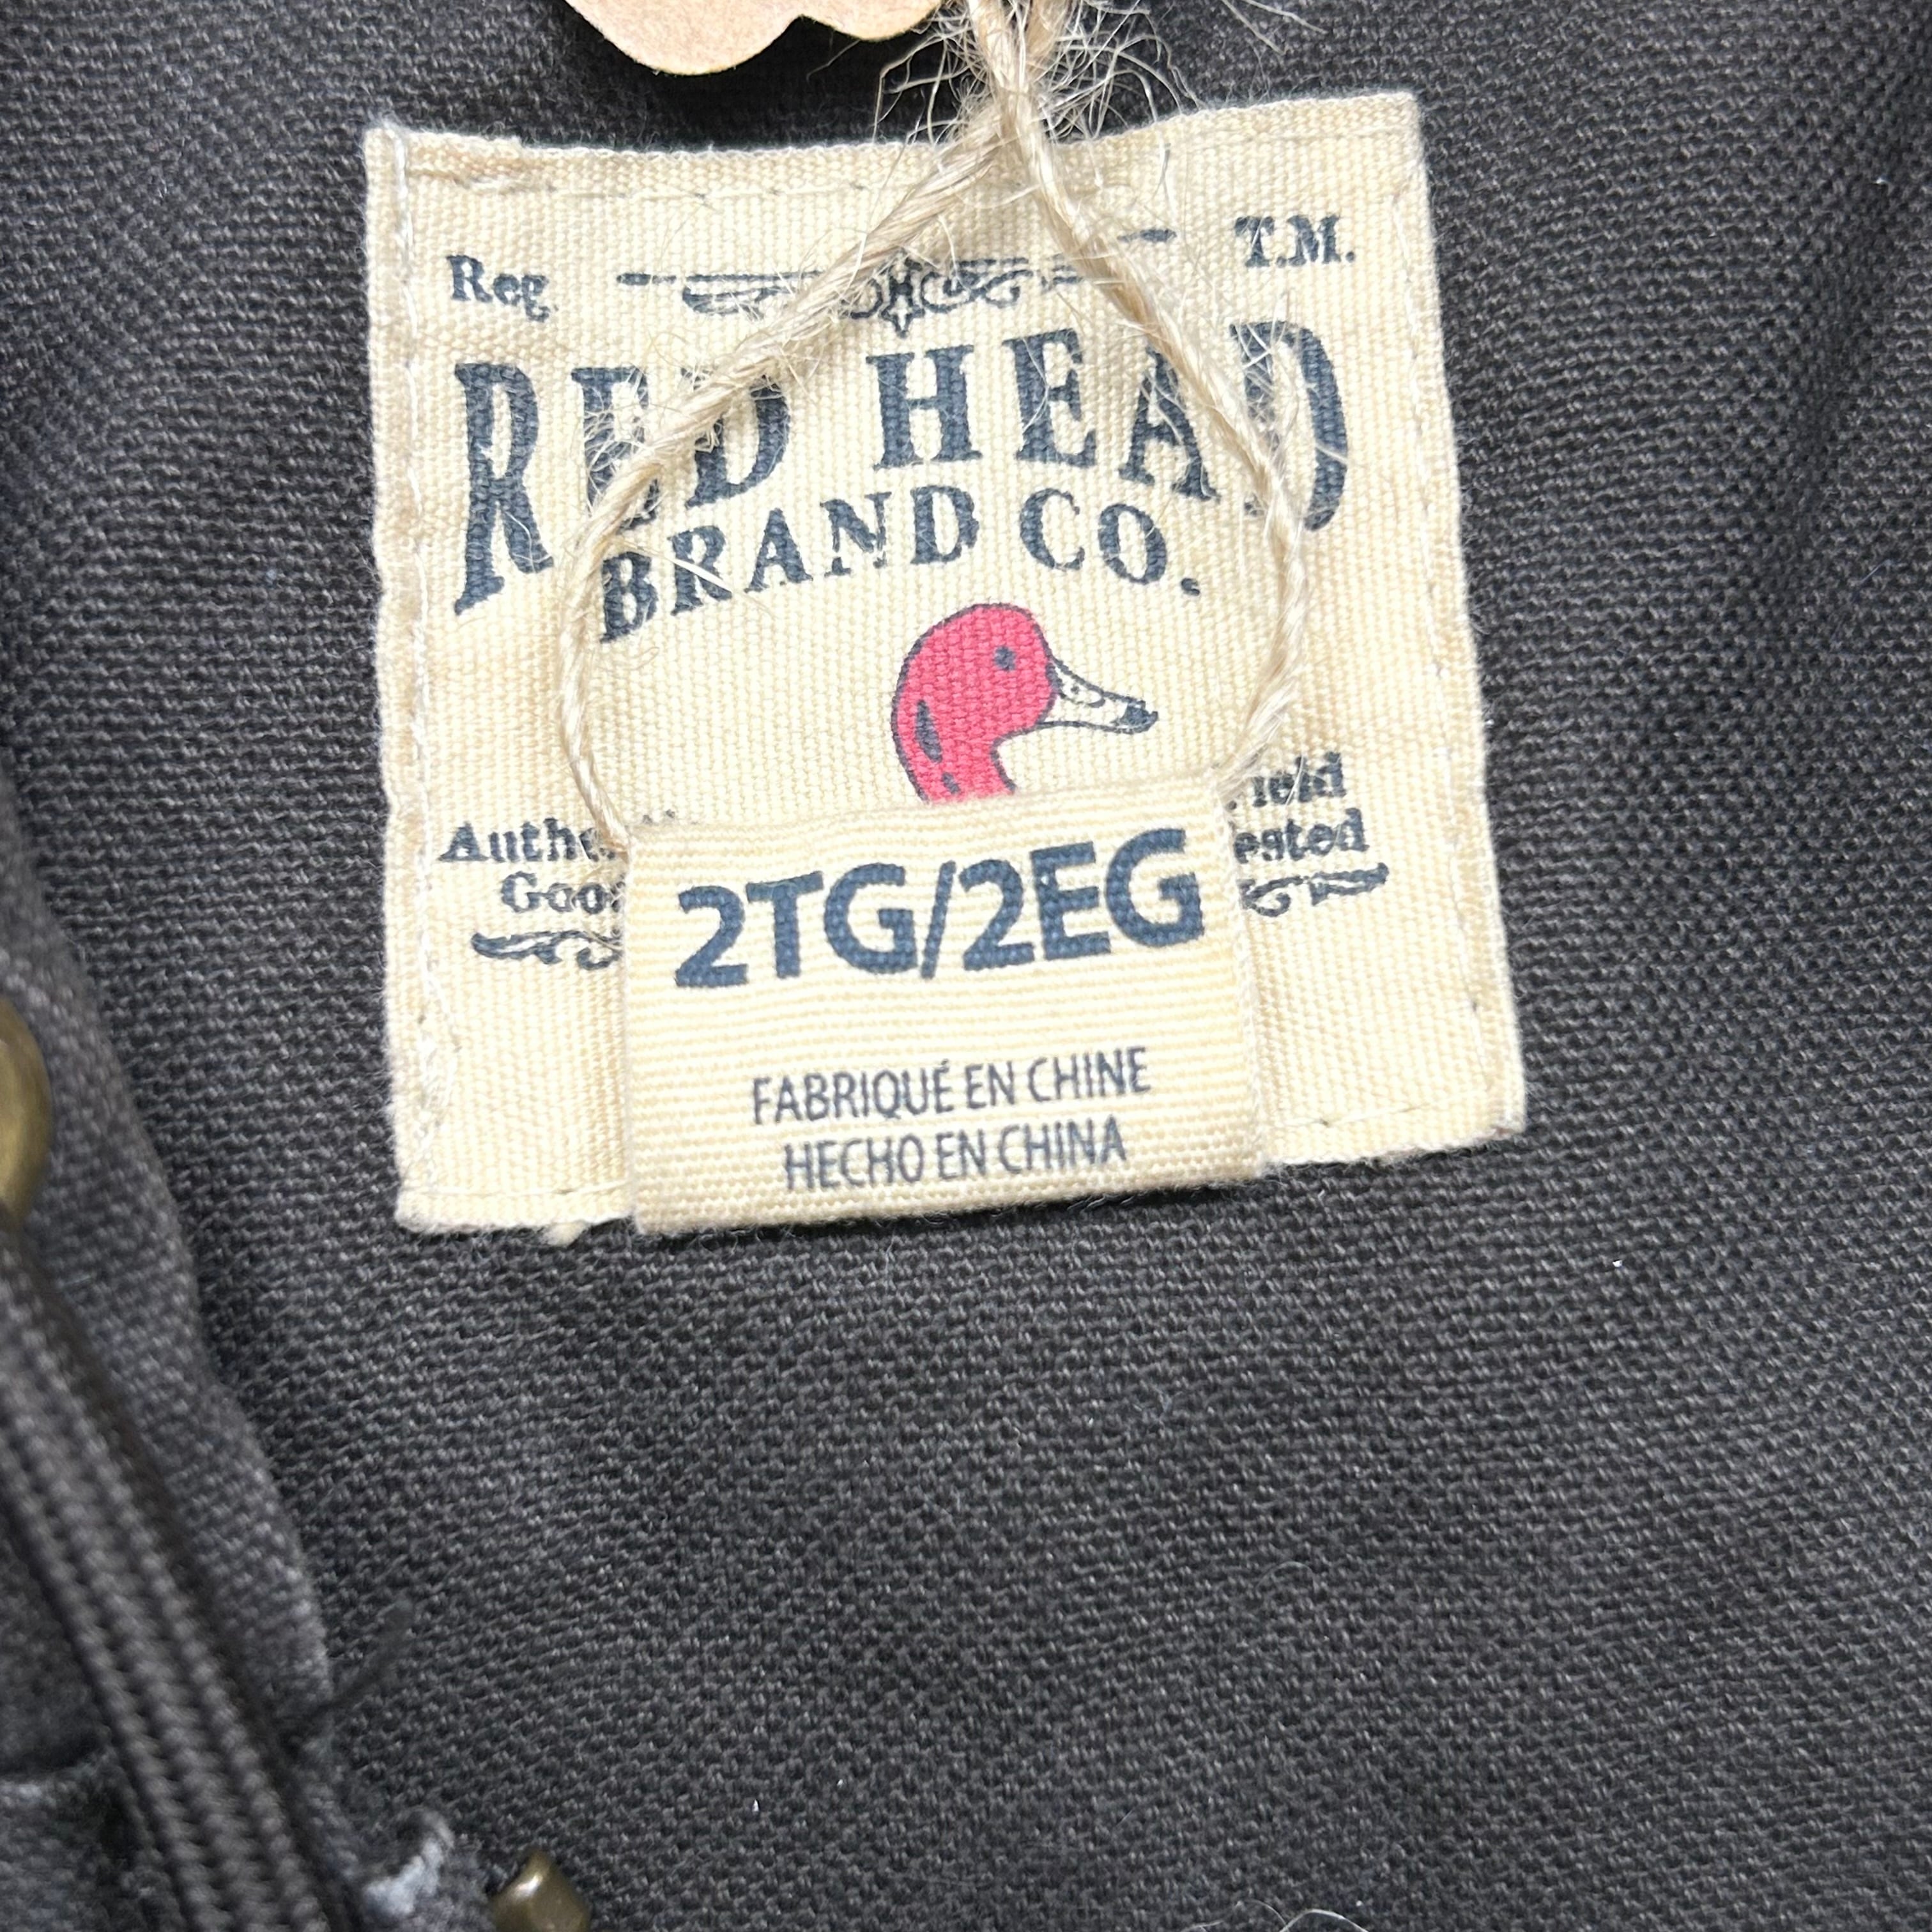 Reg T.M.
RED HEAD
BRAND CO.
2TG/2EG
FABRIQUÉ EN CHINE
HECHO EN CHINA